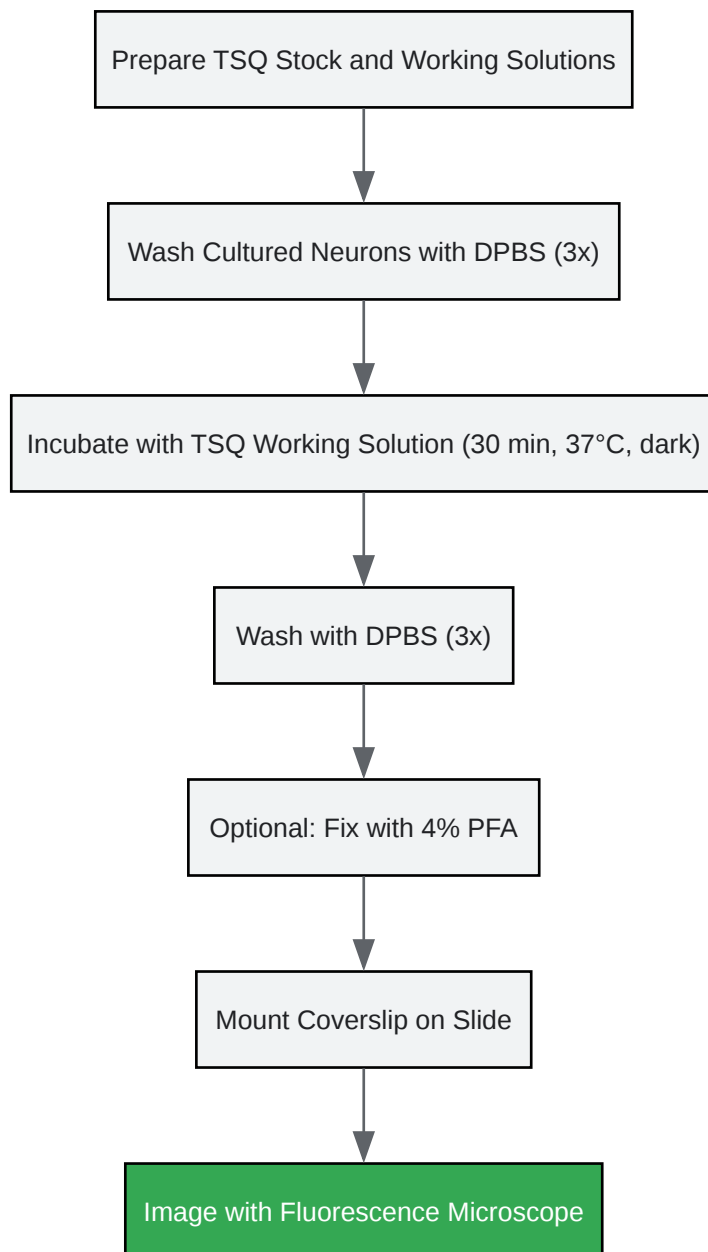 Prepare TSQ Stock and Working Solutions
Wash Cultured Neurons with DPBS (3x)
Incubate with TSQ Working Solution (30 min, 37°C, dark)
Wash with DPBS (3x)
Optional: Fix with 4% PFA
Mount Coverslip on Slide
Image with Fluorescence Microscope